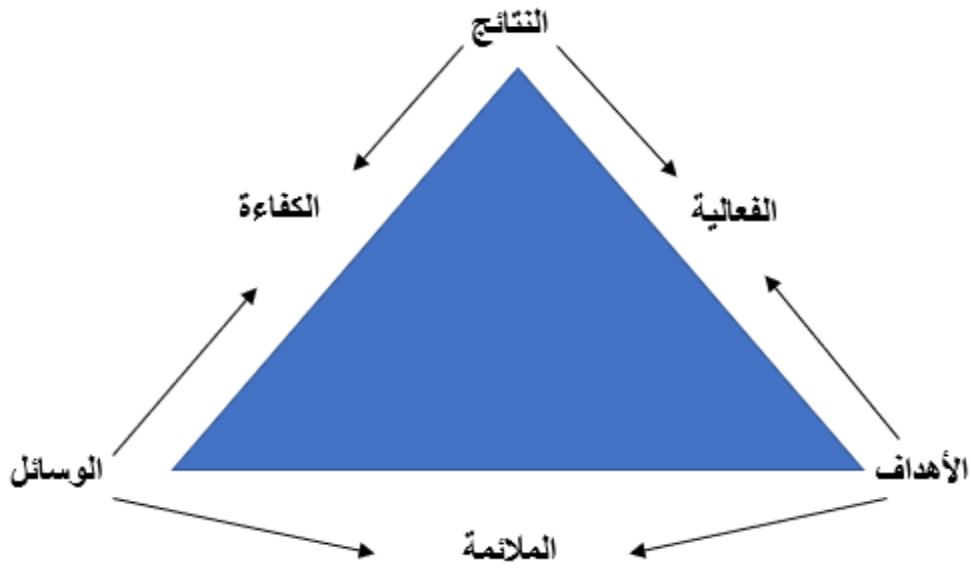 النتائج
الفعالية
الكفاءة
الأهداف
الوسائل
الملائمة